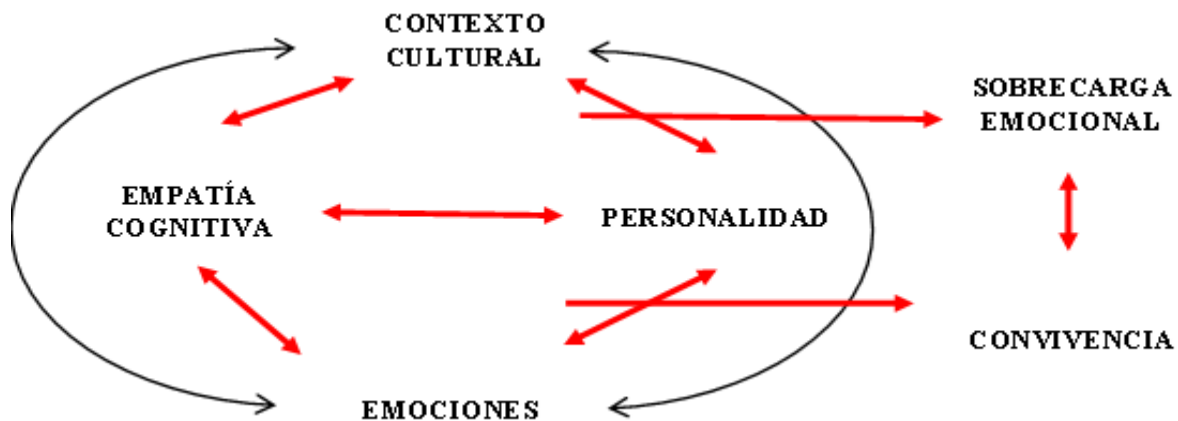 CONTEXTO
CULTURAL
SOBRECARGA
EMOCIONAL
EMPATÍA
COGNITIVA
PERSONALIDAD
CONVIVENCIA
EMOCIONES